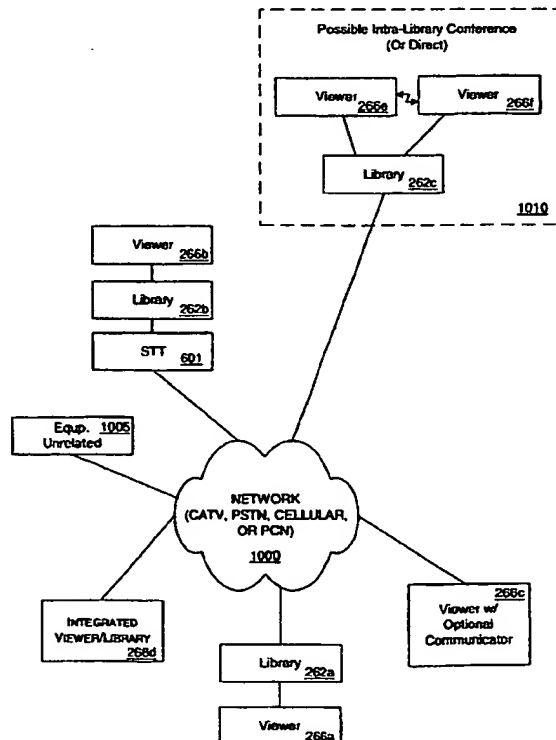 Possible Intra-Library Conference
(Or Direct)
Viewer
266e
Viewer
266f
Library
262c
1010
Viewer
266b
Library
262b
STT
601
Equp. 1005
Unrelated
NETWORK
(CATV, PSTN, CELLULAR,
OR PCN)
1000
INTEGRATED
VIEWER/LIBRARY
266d
266c
Viewer w/
Optional
Communicator
Library
262a
Viewer
266a